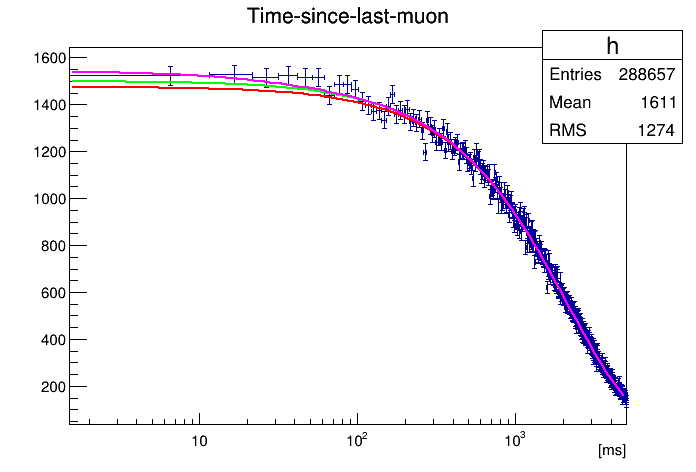 Time-since-last-muon
h
Entries 288657
Mean 1611
RMS 1274
1600
1400
1200
1000
800
600
400
200
10
10²
10³
[ms]